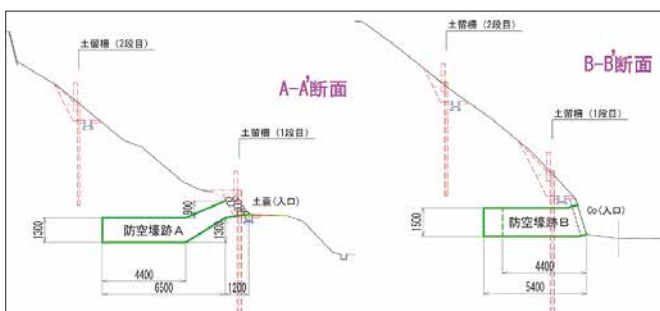 土留柵（2段目）
A-A'断面
土留柵（1段目）
土嚢（入口）
900
1300
防空壕跡A
1300
4400
6500
1200
土留柵（2段目）
B-B'断面
土留柵（1段目）
Co（入口）
1500
防空壕跡B
4400
5400